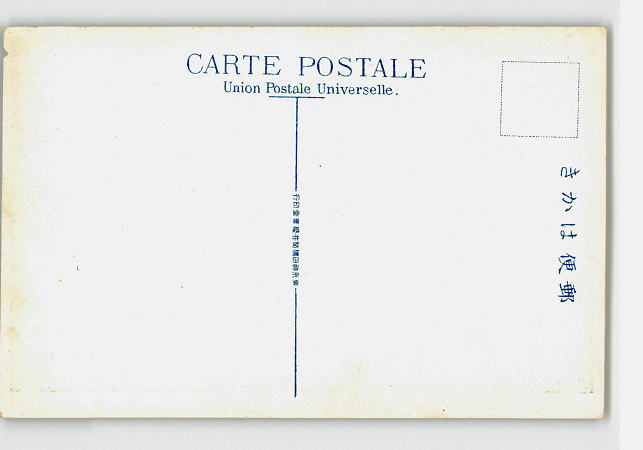 CARTE POSTALE
Union Postale Universelle.
郵便はかき